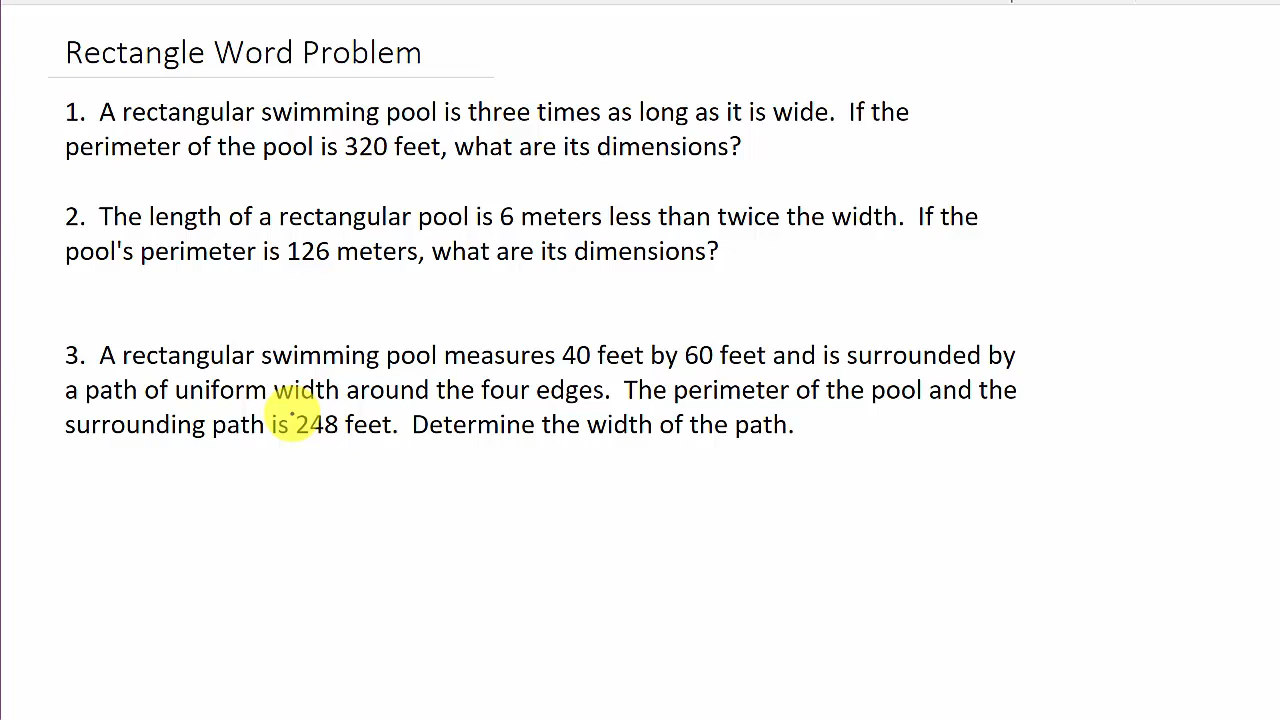 Rectangle Word Problem
1. A rectangular swimming pool is three times as long as it is wide. If the
perimeter of the pool is 320 feet, what are its dimensions?
2. The length of a rectangular pool is 6 meters less than twice the width. If the
pool's perimeter is 126 meters, what are its dimensions?
3. A rectangular swimming pool measures 40 feet by 60 feet and is surrounded by
a path of uniform width around the four edges. The perimeter of the pool and the
surrounding path is 248 feet. Determine the width of the path.